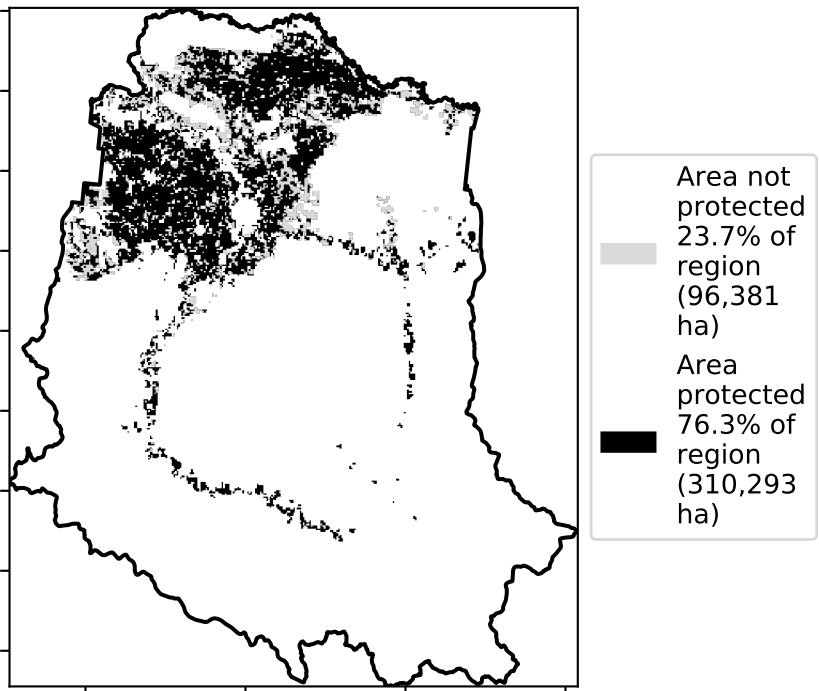 Area not
protected
23.7% of
region
(96,381
ha)
Area
protected
76.3% of
region
(310,293
ha)